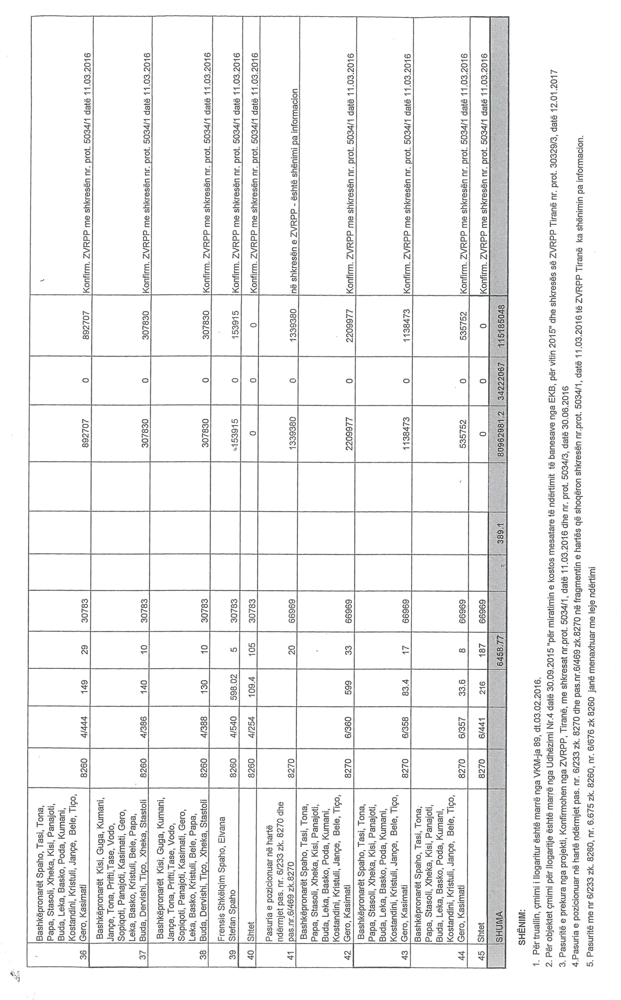 36 Bashkëpronarët Spaho, Tasi, Tona,
Papa, Stasoli, Xheka, Kisi, Panajoti,
Buda, Leka, Basko, Poda, Kumani,
Kostandini, Kristuli, Jançe, Bele, Tiço,
Gero, Kasimati 8260 4/444 149 29 30783 892707 0 892707 Konfirm. ZVRPP me shkresën nr. prot. 5034/1 datë 11.03.2016
37 Bashkëpronarët Kisi, Guga, Kumani,
Jançe, Tona, Prifti,Tase, Vodo,
Sopiqoti, Panajoti, Kasimati, Gero,
Leka, Basko, Kristuli, Bele, Papa,
Buda, Dervishi, Tiço, Xheka, Stastoli 8260 4/386 140 10 30783 307830 0 307830 Konfirm. ZVRPP me shkresën nr. prot. 5034/1 datë 11.03.2016
38 Bashkëpronarët Kisi, Guga, Kumani,
Jançe, Tona, Prifti,Tase, Vodo,
Sopiqoti, Panajoti, Kasimati, Gero,
Leka, Basko, Kristuli, Bele, Papa,
Buda, Dervishi, Tiço, Xheka, Stastoli 8260 4/388 130 10 30783 307830 0 307830 Konfirm. ZVRPP me shkresën nr. prot. 5034/1 datë 11.03.2016
39 Frensis Shkëlqim Spaho, Elvana
Stefan Spaho 8260 4/540 598.02 5 30783 153915 0 153915 Konfirm. ZVRPP me shkresën nr. prot. 5034/1 datë 11.03.2016
40 Shtet 8260 4/254 109.4 105 30783 0 0 0 Konfirm. ZVRPP me shkresën nr. prot. 5034/1 datë 11.03.2016
41 Pasuria e pozicionuar në hartë
ndërmjet pas. nr. 6/233 zk. 8270 dhe
pas.nr.6/469 zk.8270 8270 20 66969 1339380 0 1339380 në shkresën e ZVRPP - është shënimi pa informacion
42 Bashkëpronarët Spaho, Tasi, Tona,
Papa, Stasoli, Xheka, Kisi, Panajoti,
Buda, Leka, Basko, Poda, Kumani,
Kostandini, Kristuli, Jançe, Bele, Tiço,
Gero, Kasimati 8270 6/360 599 33 66969 2209977 0 2209977 Konfirm. ZVRPP me shkresën nr. prot. 5034/1 datë 11.03.2016
43 Bashkëpronarët Spaho, Tasi, Tona,
Papa, Stasoli, Xheka, Kisi, Panajoti,
Buda, Leka, Basko, Poda, Kumani,
Kostandini, Kristuli, Jançe, Bele, Tiço,
Gero, Kasimati 8270 6/358 83.4 17 66969 1138473 0 1138473 Konfirm. ZVRPP me shkresën nr. prot. 5034/1 datë 11.03.2016
44 Bashkëpronarët Spaho, Tasi, Tona,
Papa, Stasoli, Xheka, Kisi, Panajoti,
Buda, Leka, Basko, Poda, Kumani,
Kostandini, Kristuli, Jançe, Bele, Tiço,
Gero, Kasimati 8270 6/357 33.6 8 66969 535752 0 535752 Konfirm. ZVRPP me shkresën nr. prot. 5034/1 datë 11.03.2016
45 Shtet 8270 6/441 216 187 66969 0 0 0 Konfirm. ZVRPP me shkresën nr. prot. 5034/1 datë 11.03.2016
SHUMA 6458.77 389.1 80962981.2 34222067 115185048
SHËNIM:
1. Për truallin, çmimi i llogaritur është marrë nga VKM-ja 89, dt.03.02.2016.
2. Për objektet çmimi për llogaritje është marrë nga Udhëzimi Nr.4 datë 30.09.2015 "për miratimin e kostos mesatare të ndërtimit të banesave nga EKB, për vitin 2015" dhe shkresës së ZVRPP Tiranë nr. prot. 30329/3, datë 12.01.2017
3. Pasuritë e prekura nga projekti, Konfirmohen nga ZVRPP, Tiranë, me shkresat nr.prot. 5034/1, datë 11.03.2016 dhe nr. prot. 5034/3, datë 30.06.2016
4.Pasuria e pozicionuar në hartë ndërmjet pas. nr. 6/233 zk. 8270 dhe pas.nr.6/469 zk.8270 në fragmentin e hartës që shoqëron shkresën nr.prot. 5034/1, datë 11.03.2016 të ZVRPP Tiranë ka shënimin pa informacion.
5. Pasuritë me nr 6/233 zk. 8260, nr. 6.675 zk. 8260, nr. 6/676 zk 8260 janë menaxhuar me leje ndërtimi